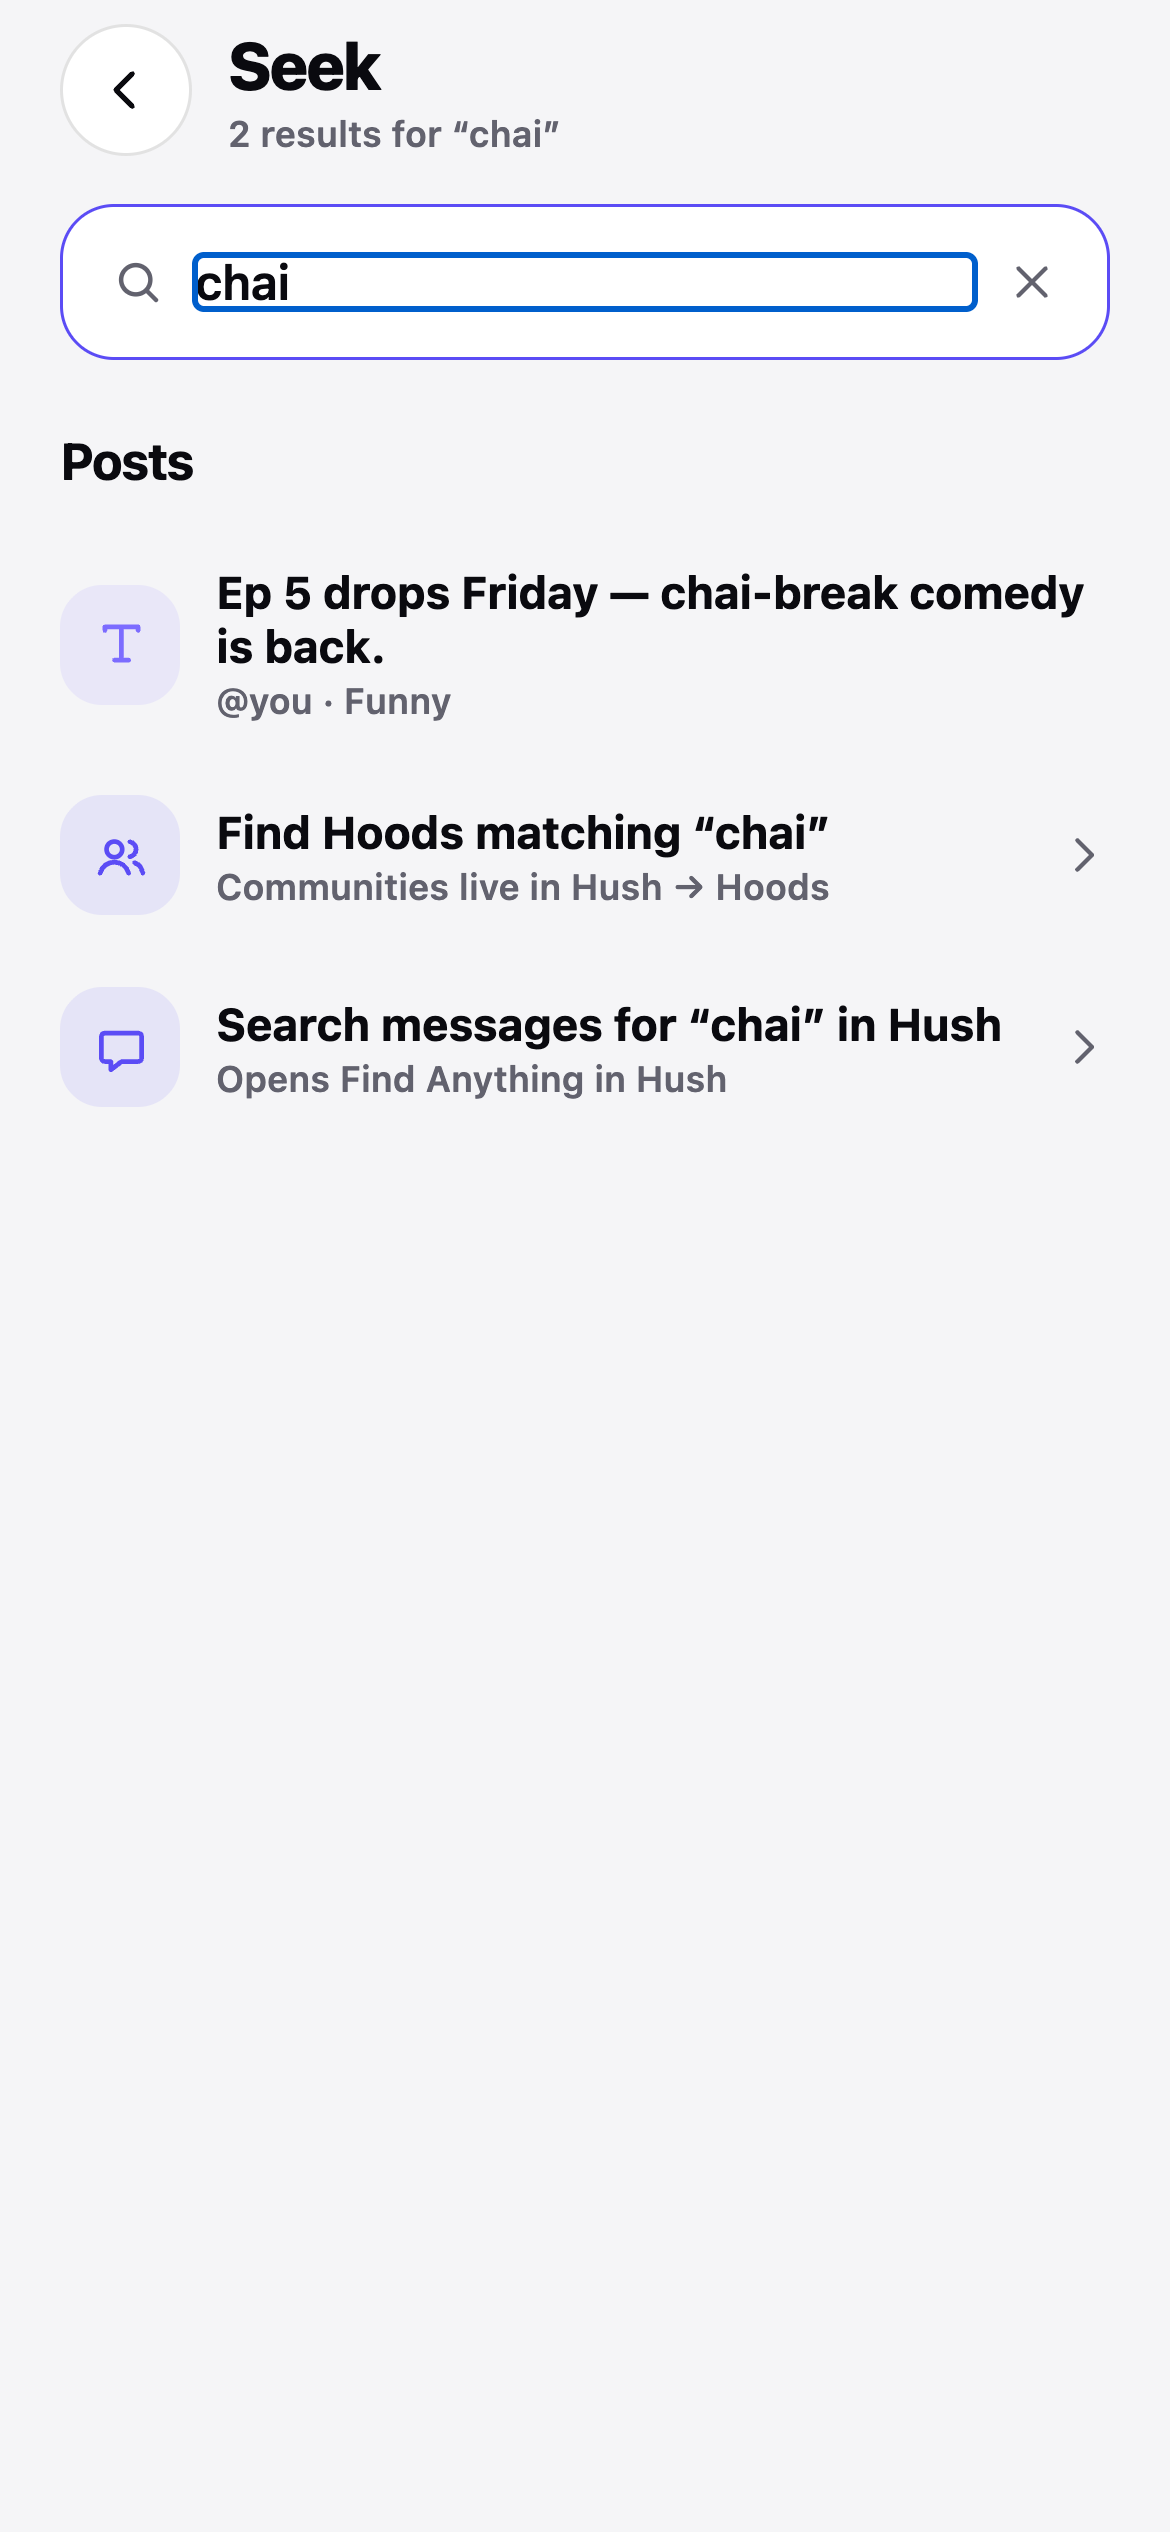 Seek
2 results for “chai”
chai
Posts
Ep 5 drops Friday — chai-break comedy
is back.
@you · Funny
Find Hoods matching “chai”
Communities live in Hush → Hoods
Search messages for “chai” in Hush
Opens Find Anything in Hush